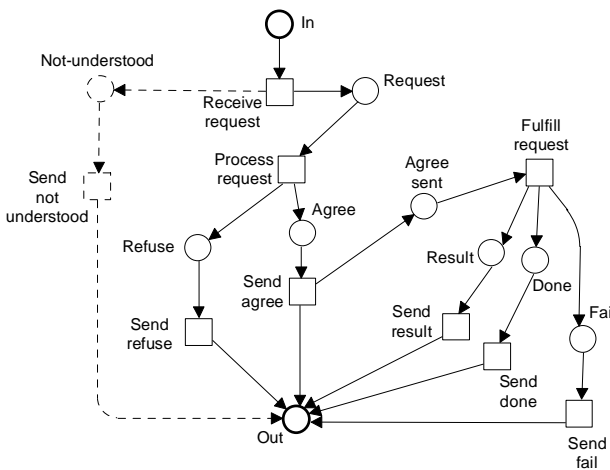 In
Not-understood
Receive
request
Request
Fulfill
request
Process
request
Agree
sent
Send
not
understood
Agree
Refuse
Result
Done
Send
agree
Send
result
Fail
Send
refuse
Send
done
Out
Send
fail